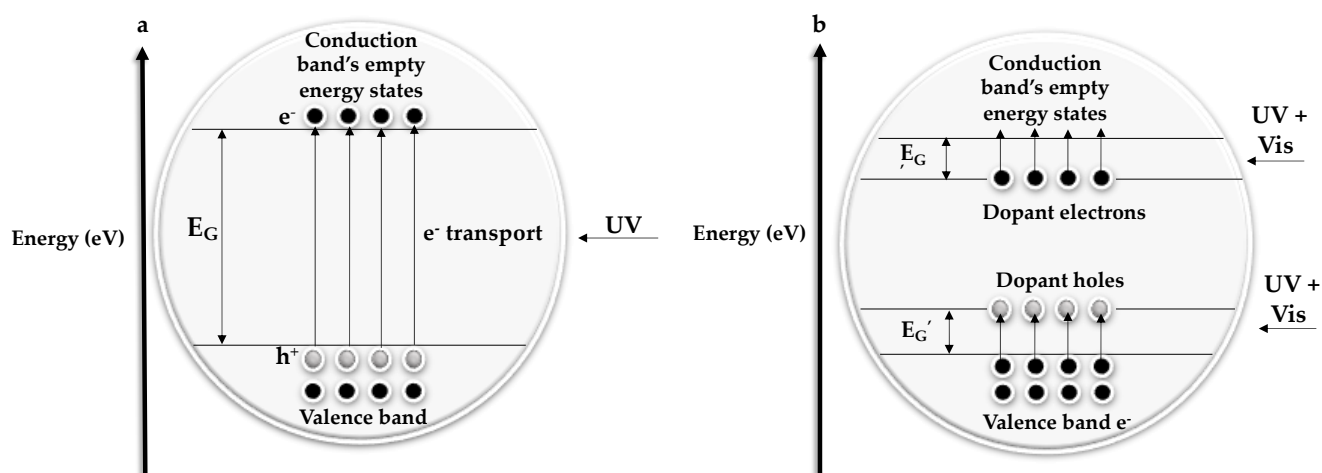 a
Conduction
band's empty
energy states
e-
EG
e- transport
Energy (eV)
UV
h+
Valence band
b
Conduction
band's empty
energy states
UV +
Vis
EG
′
Dopant electrons
Energy (eV)
Dopant holes
UV +
Vis
EG′
Valence band e-